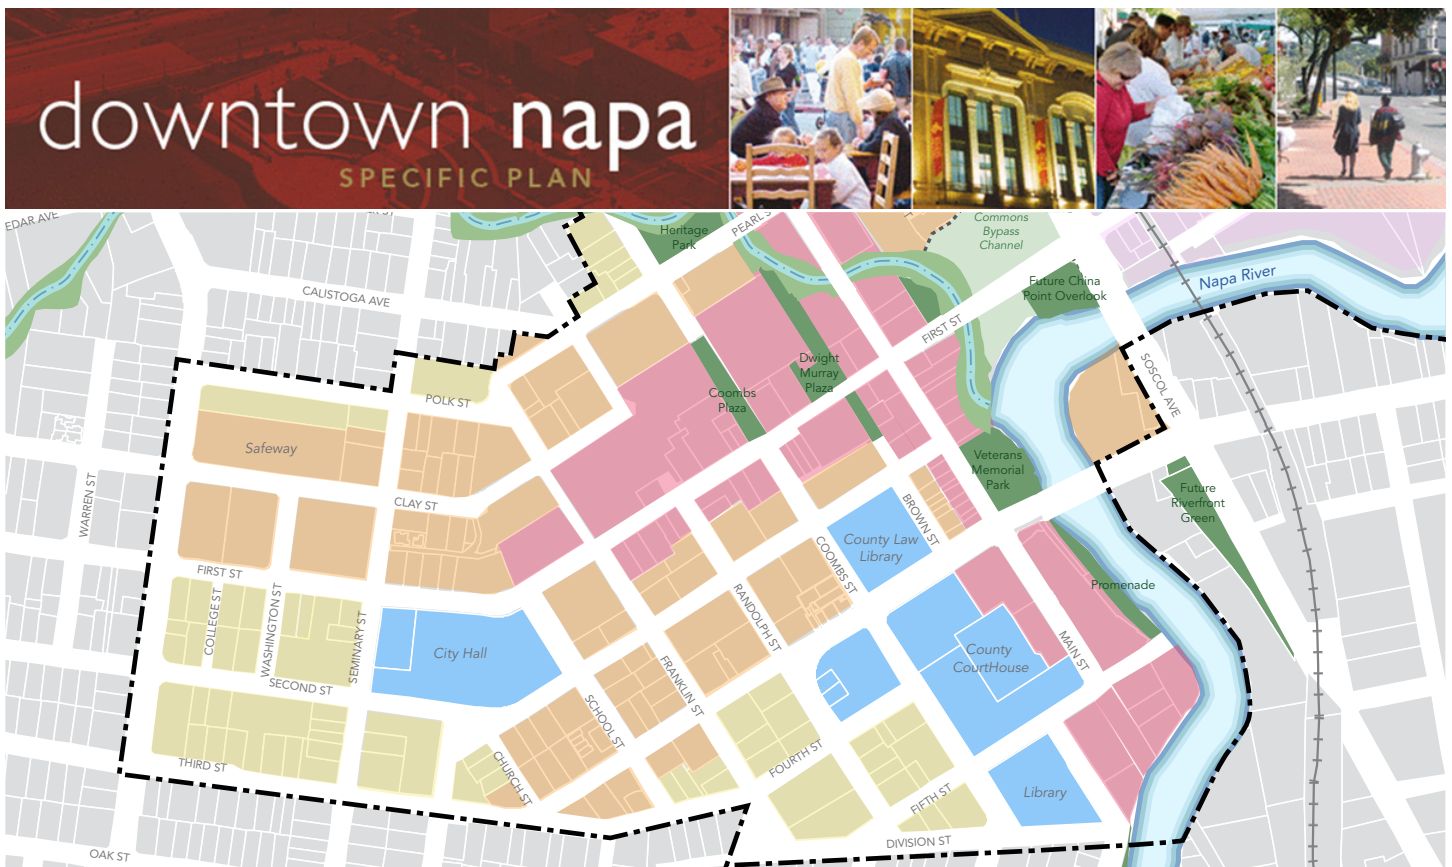 downtown napa
SPECIFIC PLAN
EDAR AVE
PEARL S
Heritage
Park
Commons
Bypass
Channel
Napa River
Future China
Point Overlook
CALISTOGA AVE
FIRST ST
SOSCOL AVE
Dwight
Murray
Plaza
Coombs
Plaza
POLK ST
Safeway
Veterans
Memorial
Park
Future
Riverfront
Green
WARREN ST
CLAY ST
BROWN ST
County Law
Library
COOMBS ST
FIRST ST
Promenade
COLLEGE ST
WASHINGTON ST
SEMINARY ST
RANDOLPH ST
City Hall
County
CourtHouse
MAIN ST
FRANKLIN ST
SECOND ST
SCHOOL ST
THIRD ST
CHURCH ST
FOURTH ST
FIFTH ST
Library
DIVISION ST
OAK ST